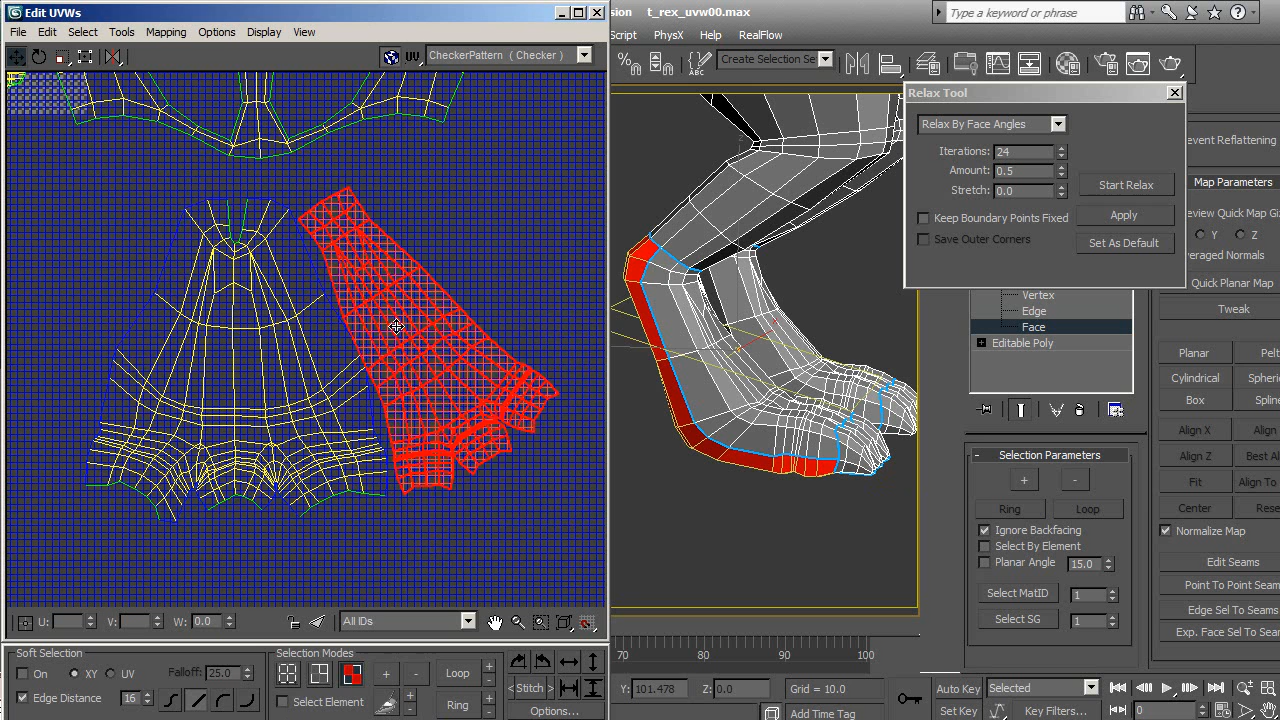 Edit UVWs
File Edit Select Tools Mapping Options Display View
UV CheckerPattern ( Checker )
U: V: W: 0.0 All IDs
Soft Selection
On XY UV Falloff: 25.0
Edge Distance 16
Selection Modes
+ - Loop + -
Select Element + - Ring + -
Stitch
Options...
sion t_rex_uvw00.max
Type a keyword or phrase
Script PhysX Help RealFlow
ABC Create Selection Se
Relax Tool
Relax By Face Angles
Iterations: 24
Amount: 0.5
Stretch: 0.0
Start Relax
Keep Boundary Points Fixed
Apply
Save Outer Corners
Set As Default
event Reflattening
Map Parameters
eview Quick Map Gi
Y Z
veraged Normals
Quick Planar Map
Vertex
Edge
Face
Editable Poly
Tweak
Planar Pelt
Cylindrical Spheri
Box Spline
Align X Align
Align Z Best Al
Fit Align To
Center Rese
Normalize Map
Edit Seams
Point To Point Seam
Edge Sel To Seams
Exp. Face Sel To Sea
- Selection Parameters
+ -
Ring Loop
Ignore Backfacing
Select By Element
Planar Angle 15.0
Select MatID 1
Select SG 1
70 80 90 100
Y: 101.478 Z: 0.0 Grid = 10.0
Add Time Tag
Auto Key Selected
Set Key Key Filters...
0